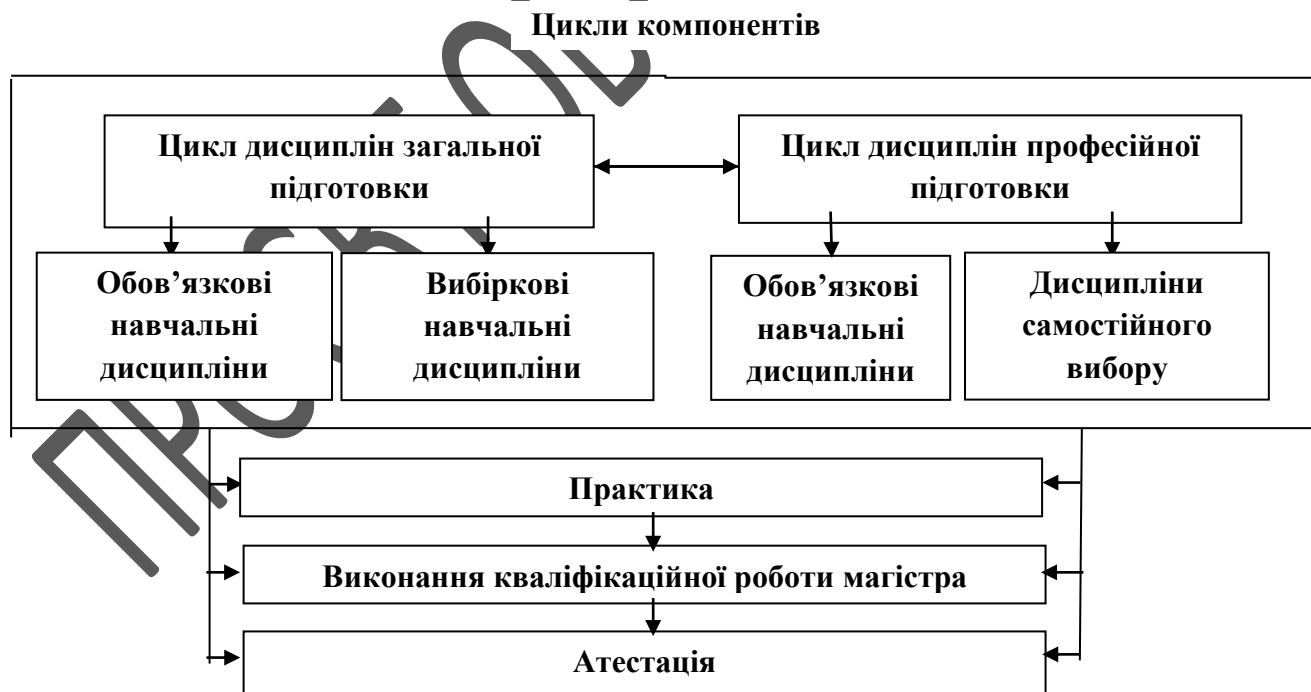 Цикли компонентів
Цикл дисциплін загальної
підготовки
Цикл дисциплін професійної
підготовки
Обов’язкові
навчальні
дисципліни
Вибіркові
навчальні
дисципліни
Обов’язкові
навчальні
дисципліни
Дисципліни
самостійного
вибору
Практика
Виконання кваліфікаційної роботи магістра
Атестація